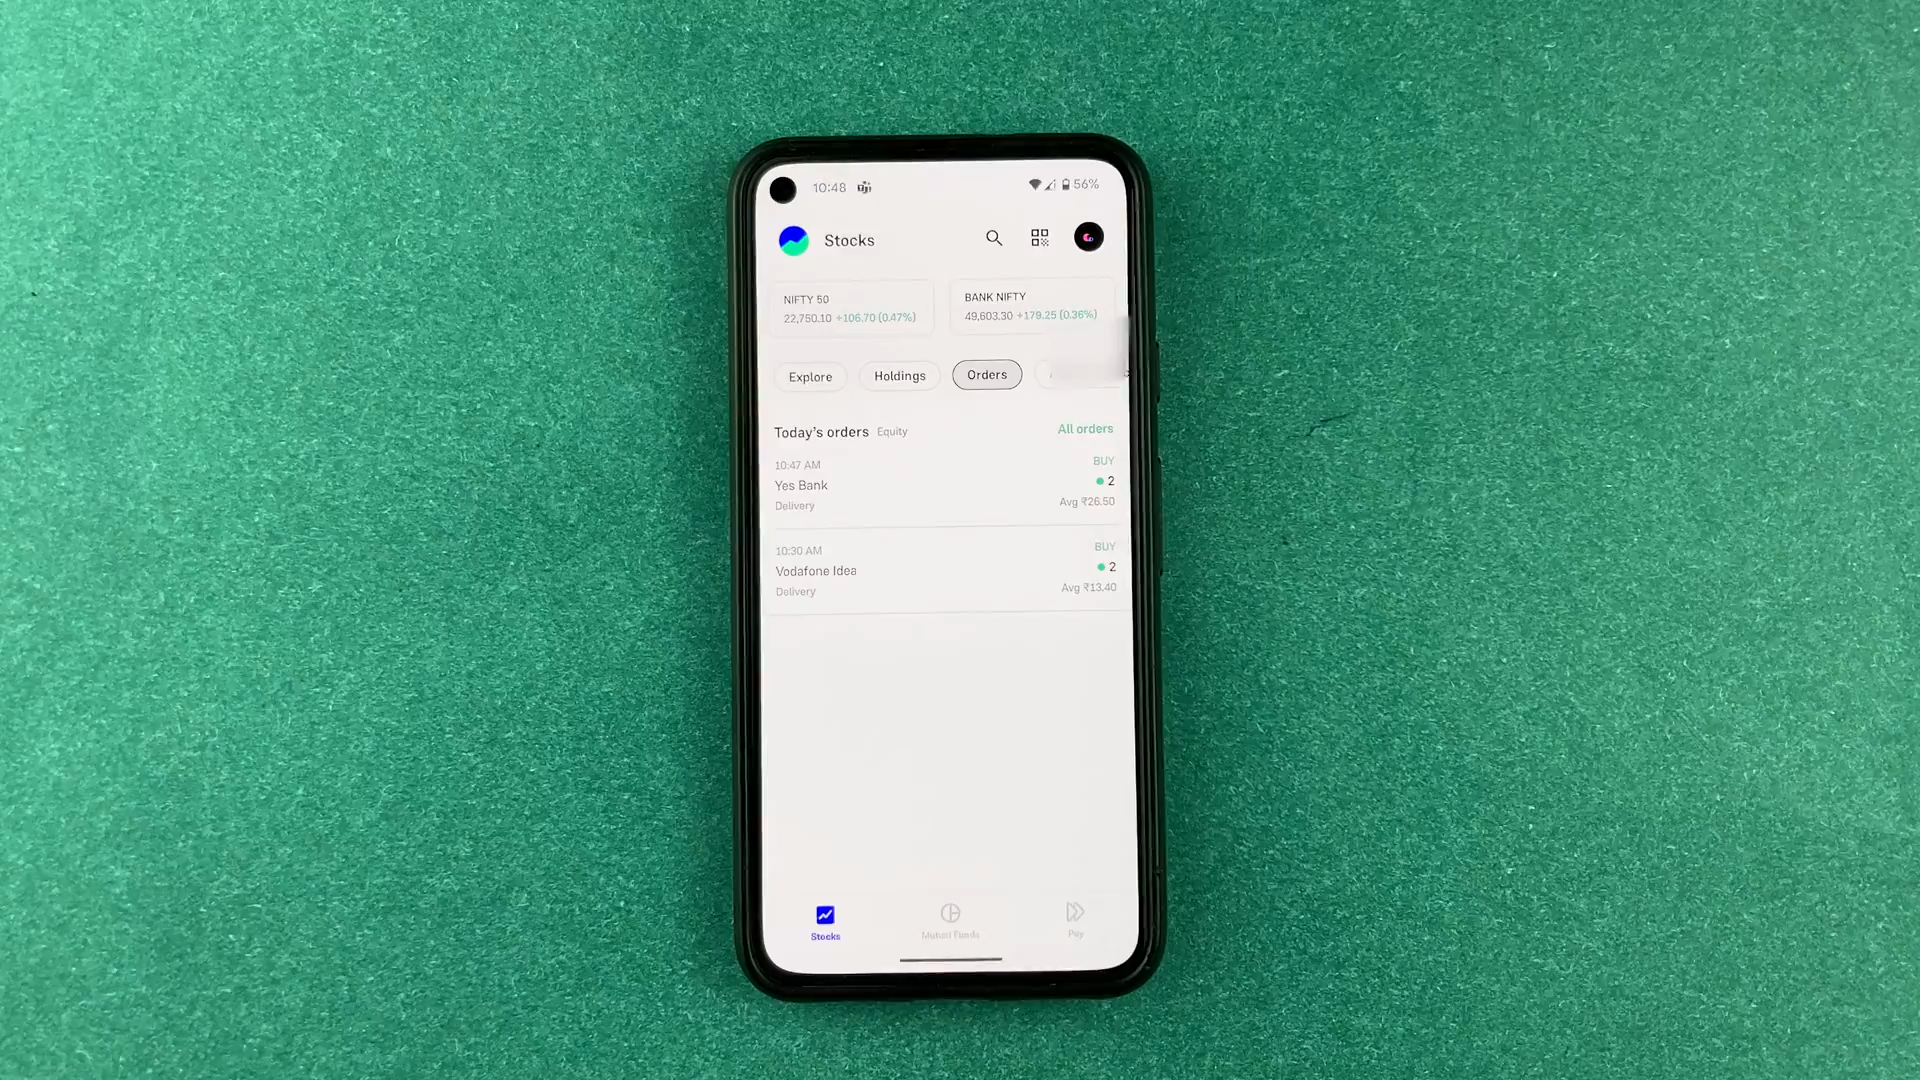 10:48
56%
Stocks
NIFTY 50
22,750.10 +106.70 (0.47%)
BANK NIFTY
49,603.30 +179.25 (0.36%)
Explore
Holdings
Orders
Today's orders Equity
All orders
10:47 AM
BUY
Yes Bank
2
Delivery
Avg ₹26.50
10:30 AM
BUY
Vodafone Idea
2
Delivery
Avg ₹13.40
Stocks
Mutual Funds
Pay